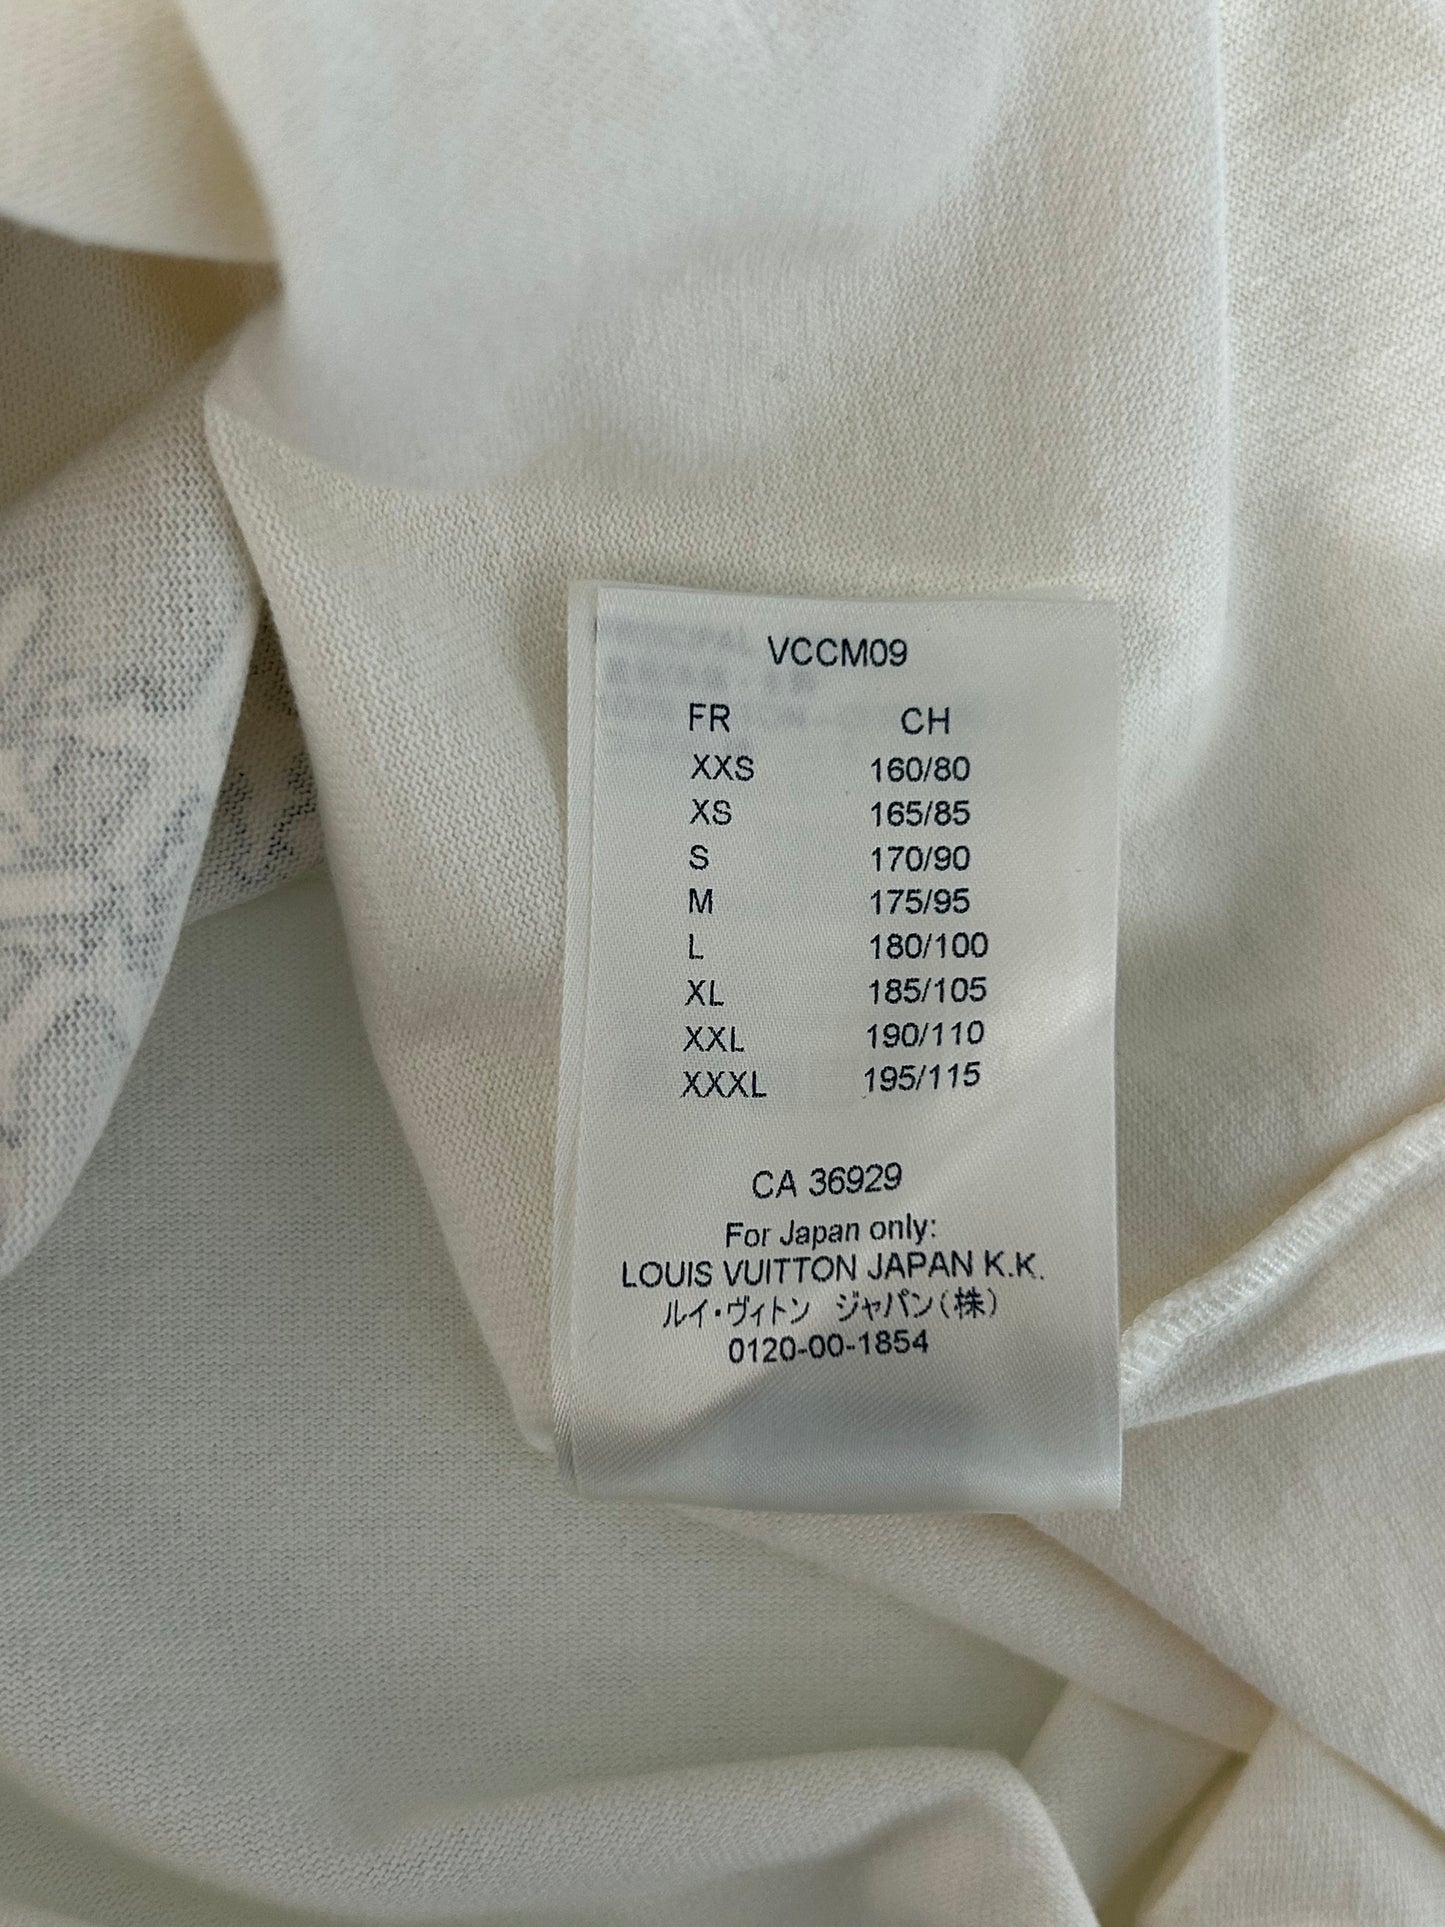 VCCM09
FR CH
XXS 160/80
XS 165/85
S 170/90
M 175/95
L 180/100
XL 185/105
XXL 190/110
XXXL 195/115
CA 36929
For Japan only:
LOUIS VUITTON JAPAN K.K.
ルイ・ヴィトン ジャパン(株)
0120-00-1854